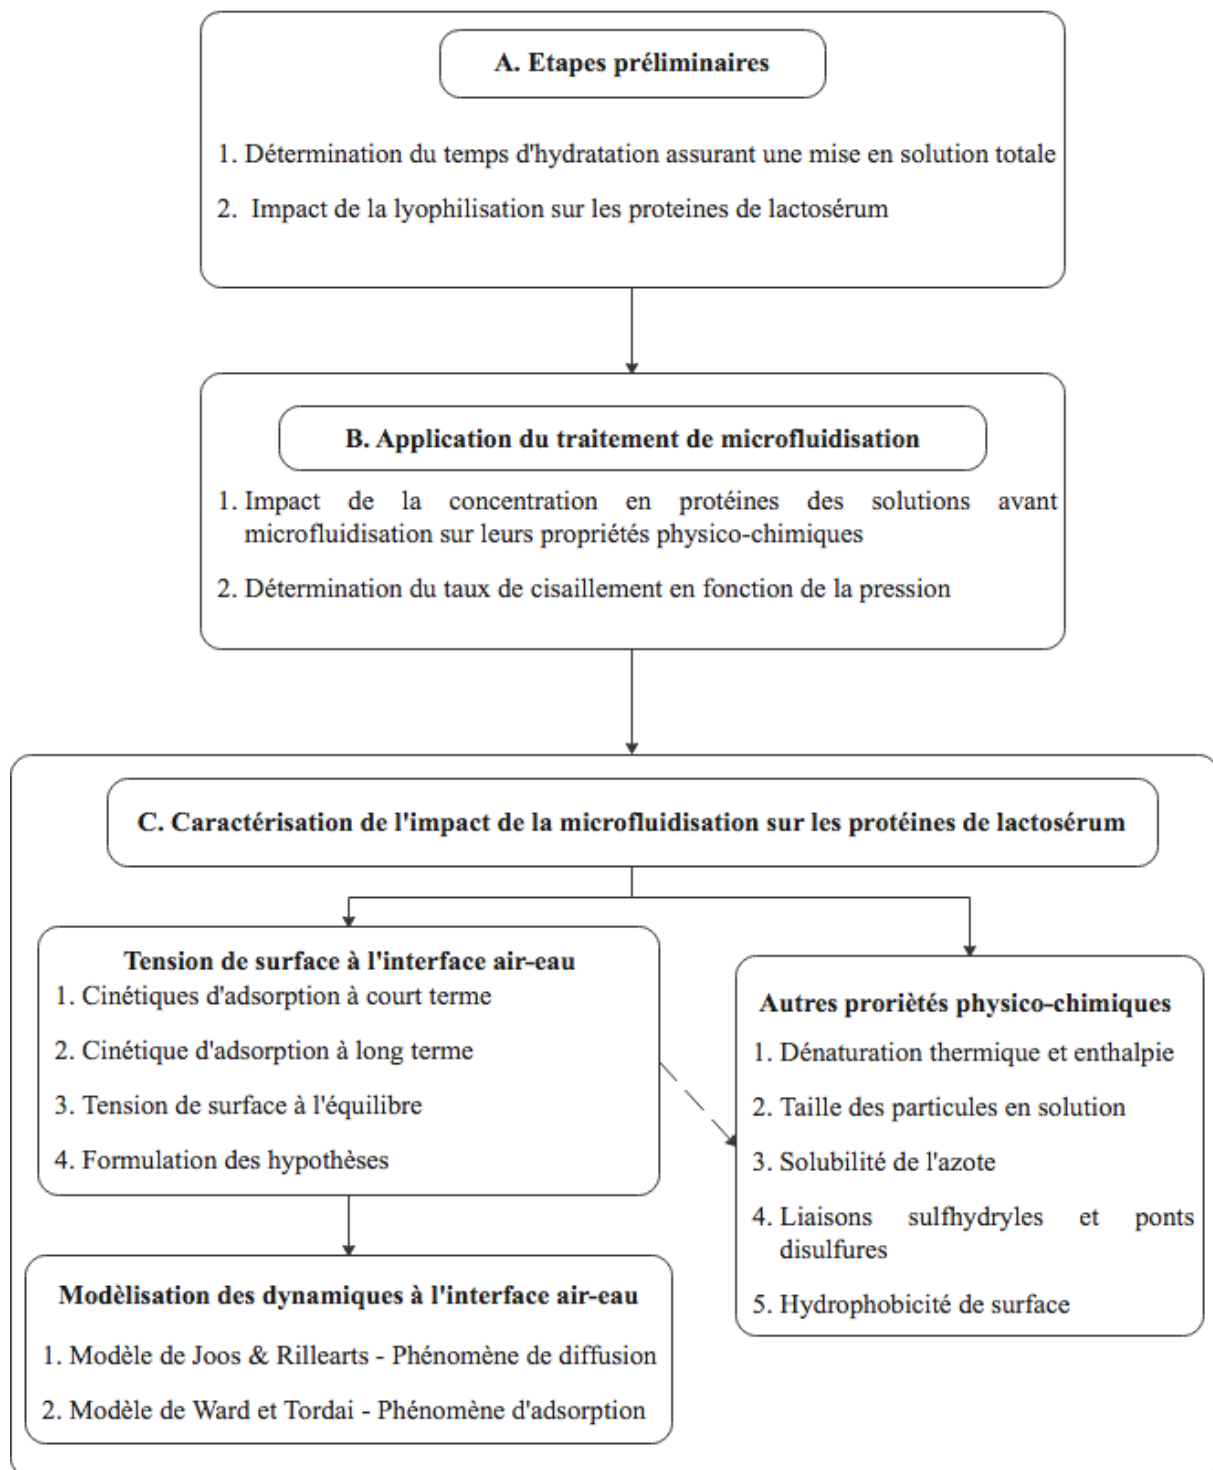 A. Etapes préliminaires
1. Détermination du temps d'hydratation assurant une mise en solution totale
2. Impact de la lyophilisation sur les proteines de lactosérum
B. Application du traitement de microfluidisation
1. Impact de la concentration en protéines des solutions avant
microfluidisation sur leurs propriétés physico-chimiques
2. Détermination du taux de cisaillement en fonction de la pression
C. Caractérisation de l'impact de la microfluidisation sur les protéines de lactosérum
Tension de surface à l'interface air-eau
1. Cinétiques d'adsorption à court terme
2. Cinétique d'adsorption à long terme
3. Tension de surface à l'équilibre
4. Formulation des hypothèses
Autres proriètés physico-chimiques
1. Dénaturation thermique et enthalpie
2. Taille des particules en solution
3. Solubilité de l'azote
4. Liaisons sulfhydryles et ponts
disulfures
5. Hydrophobicité de surface
Modèlisation des dynamiques à l'interface air-eau
1. Modèle de Joos & Rillearts - Phénomène de diffusion
2. Modèle de Ward et Tordai - Phénomène d'adsorption